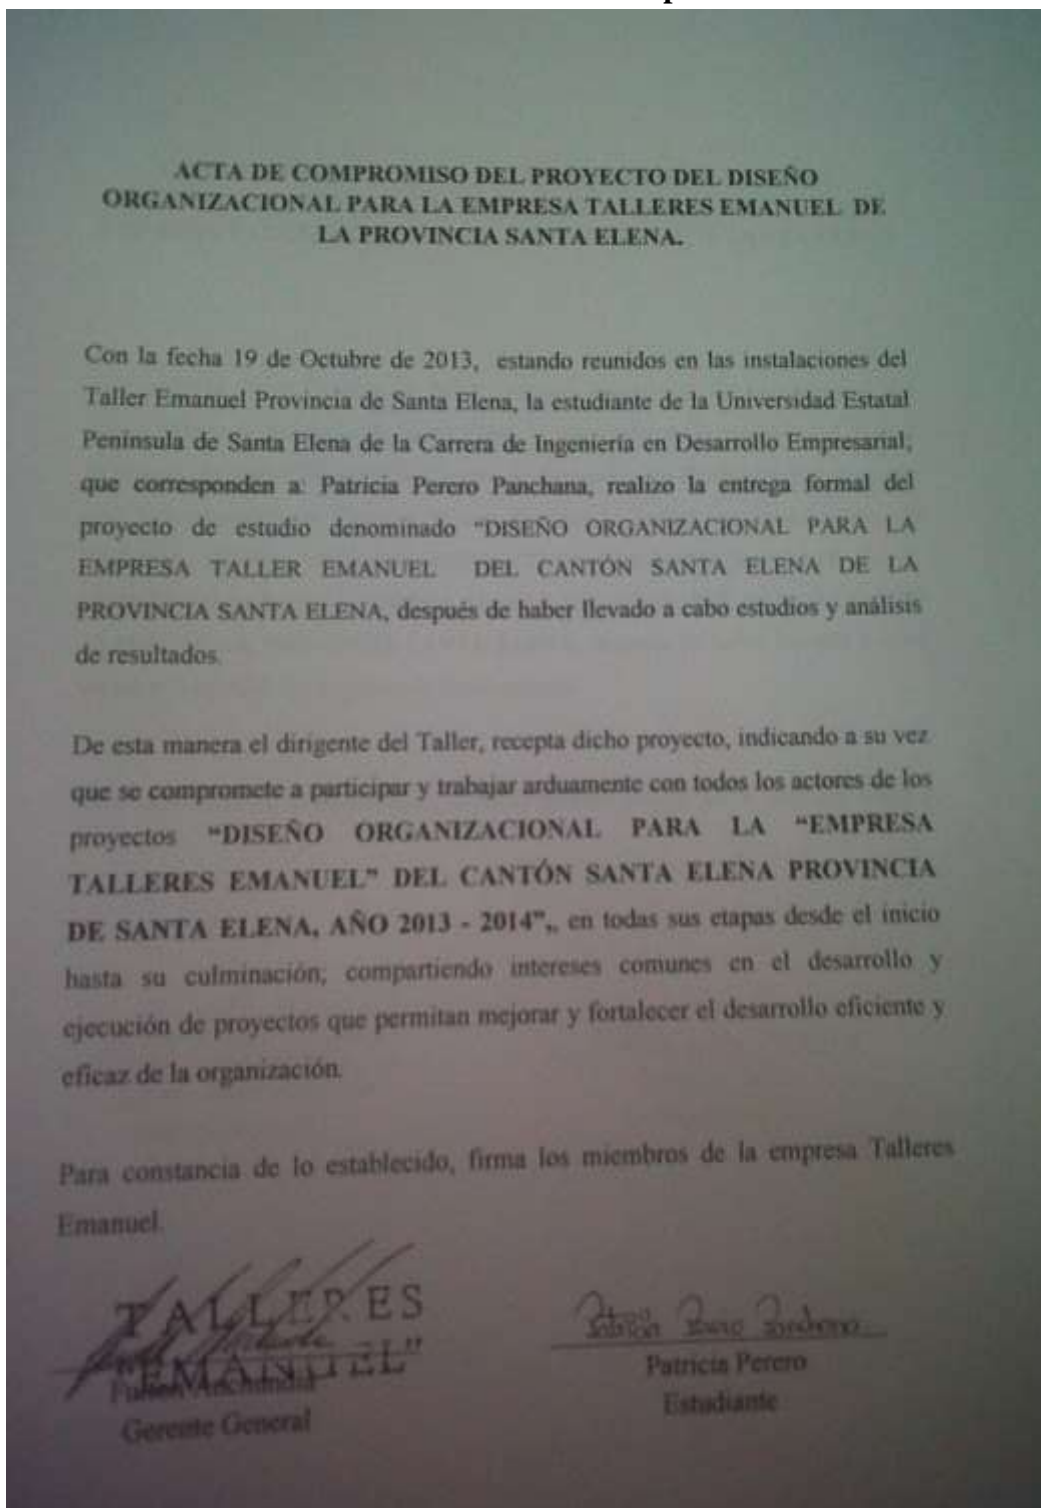 ACTA DE COMPROMISO DEL PROYECTO DEL DISEÑO
ORGANIZACIONAL PARA LA EMPRESA TALLERES EMANUEL DE
LA PROVINCIA SANTA ELENA.
Con la fecha 19 de Octubre de 2013, estando reunidos en las instalaciones del
Taller Emanuel Provincia de Santa Elena, la estudiante de la Universidad Estatal
Península de Santa Elena de la Carrera de Ingeniería en Desarrollo Empresarial,
que corresponden a: Patricia Perero Panchana, realizo la entrega formal del
proyecto de estudio denominado “DISEÑO ORGANIZACIONAL PARA LA
EMPRESA TALLER EMANUEL DEL CANTÓN SANTA ELENA DE LA
PROVINCIA SANTA ELENA, después de haber llevado a cabo estudios y análisis
de resultados.
De esta manera el dirigente del Taller, recepta dicho proyecto, indicando a su vez
que se compromete a participar y trabajar arduamente con todos los actores de los
proyectos “DISEÑO ORGANIZACIONAL PARA LA “EMPRESA
TALLERES EMANUEL” DEL CANTÓN SANTA ELENA PROVINCIA
DE SANTA ELENA, AÑO 2013 - 2014”,, en todas sus etapas desde el inicio
hasta su culminación; compartiendo intereses comunes en el desarrollo y
ejecución de proyectos que permitan mejorar y fortalecer el desarrollo eficiente y
eficaz de la organización.
Para constancia de lo establecido, firma los miembros de la empresa Talleres
Emanuel.
TALLERES
"EMANUEL"
Gerente General
Patricia Perero Panchana
Patricia Perero
Estudiante